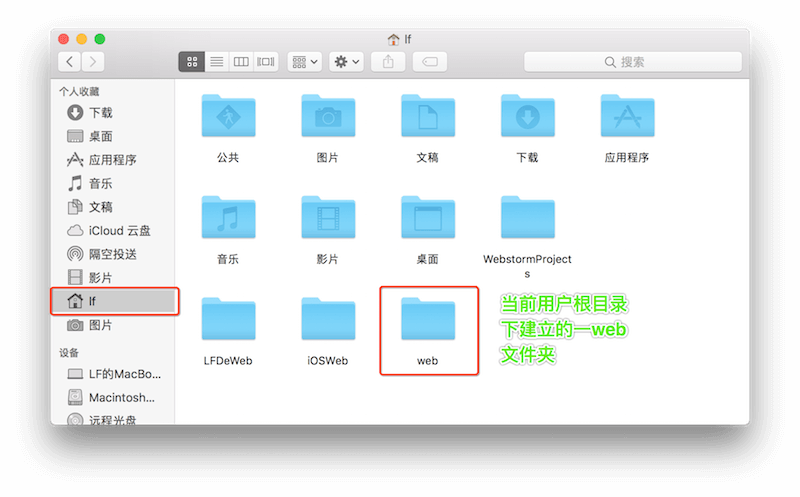 lf
搜索
个人收藏
下载
桌面
应用程序
音乐
文稿
iCloud 云盘
隔空投送
影片
lf
图片
设备
LF的MacBo...
Macintosh...
远程光盘
公共
图片
文稿
下载
应用程序
音乐
影片
桌面
WebstormProject
s
LFDeWeb
iOSWeb
web
当前用户根目录
下建立的一web
文件夹